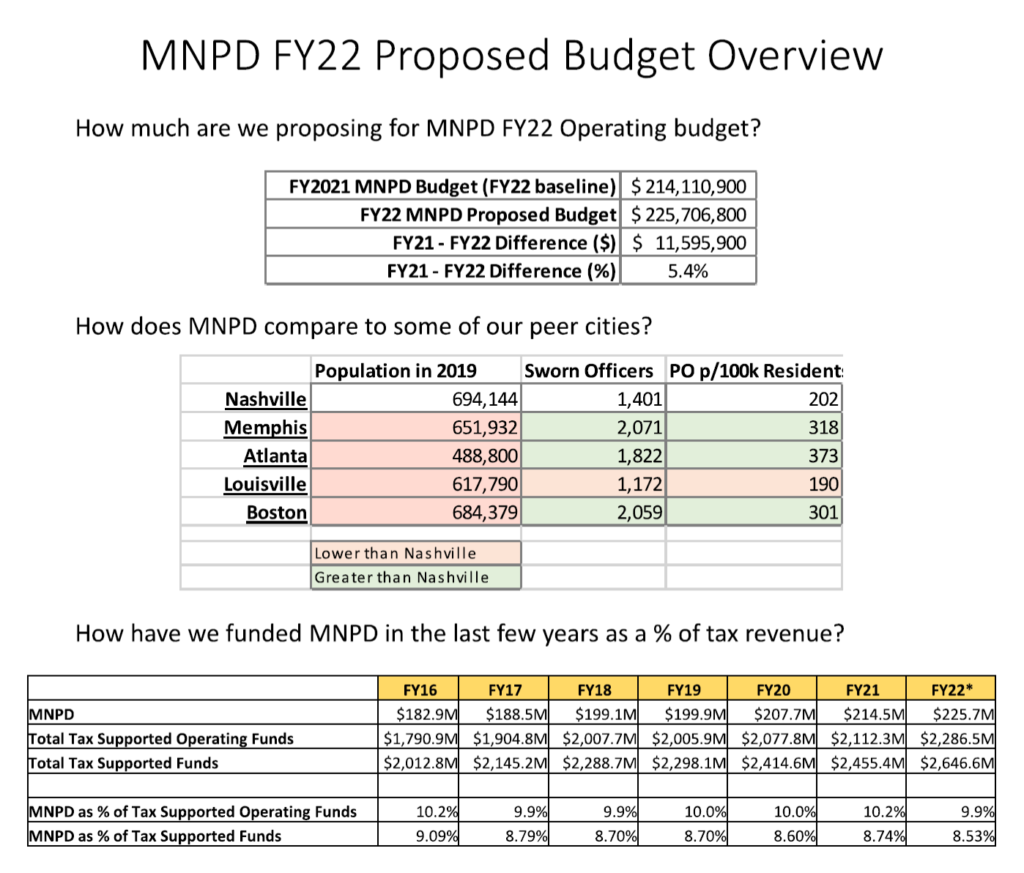 MNPD FY22 Proposed Budget Overview
How much are we proposing for MNPD FY22 Operating budget?
FY2021 MNPD Budget (FY22 baseline) $ 214,110,900
FY22 MNPD Proposed Budget $ 225,706,800
FY21 - FY22 Difference ($) $ 11,595,900
FY21 - FY22 Difference (%) 5.4%
How does MNPD compare to some of our peer cities?
Population in 2019 Sworn Officers PO p/100k Resident
Nashville 694,144 1,401 202
Memphis 651,932 2,071 318
Atlanta 488,800 1,822 373
Louisville 617,790 1,172 190
Boston 684,379 2,059 301
Lower than Nashville
Greater than Nashville
How have we funded MNPD in the last few years as a % of tax revenue?
FY16 FY17 FY18 FY19 FY20 FY21 FY22*
MNPD $182.9M $188.5M $199.1M $199.9M $207.7M $214.5M $225.7M
Total Tax Supported Operating Funds $1,790.9M $1,904.8M $2,007.7M $2,005.9M $2,077.8M $2,112.3M $2,286.5M
Total Tax Supported Funds $2,012.8M $2,145.2M $2,288.7M $2,298.1M $2,414.6M $2,455.4M $2,646.6M
MNPD as % of Tax Supported Operating Funds 10.2% 9.9% 9.9% 10.0% 10.0% 10.2% 9.9%
MNPD as % of Tax Supported Funds 9.09% 8.79% 8.70% 8.70% 8.60% 8.74% 8.53%